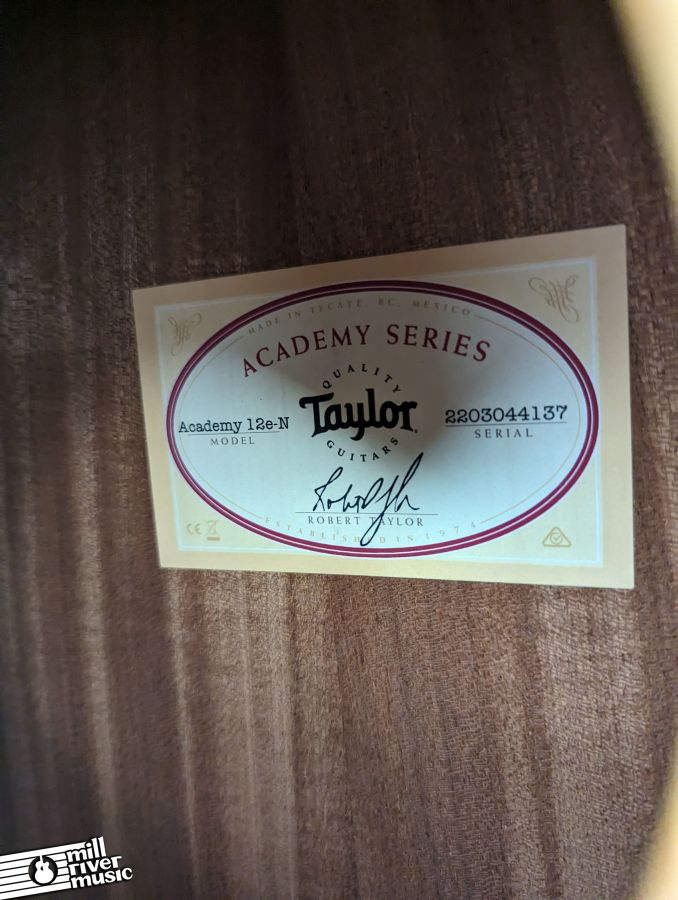 MADE IN TECATE, BC, MEXICO
ACADEMY SERIES
QUALITY
Taylor
GUITARS
Academy 12e-N
MODEL
2203044137
SERIAL
ROBERT TAYLOR
ESTABLISHED IN 1974
CE
mill
river
music